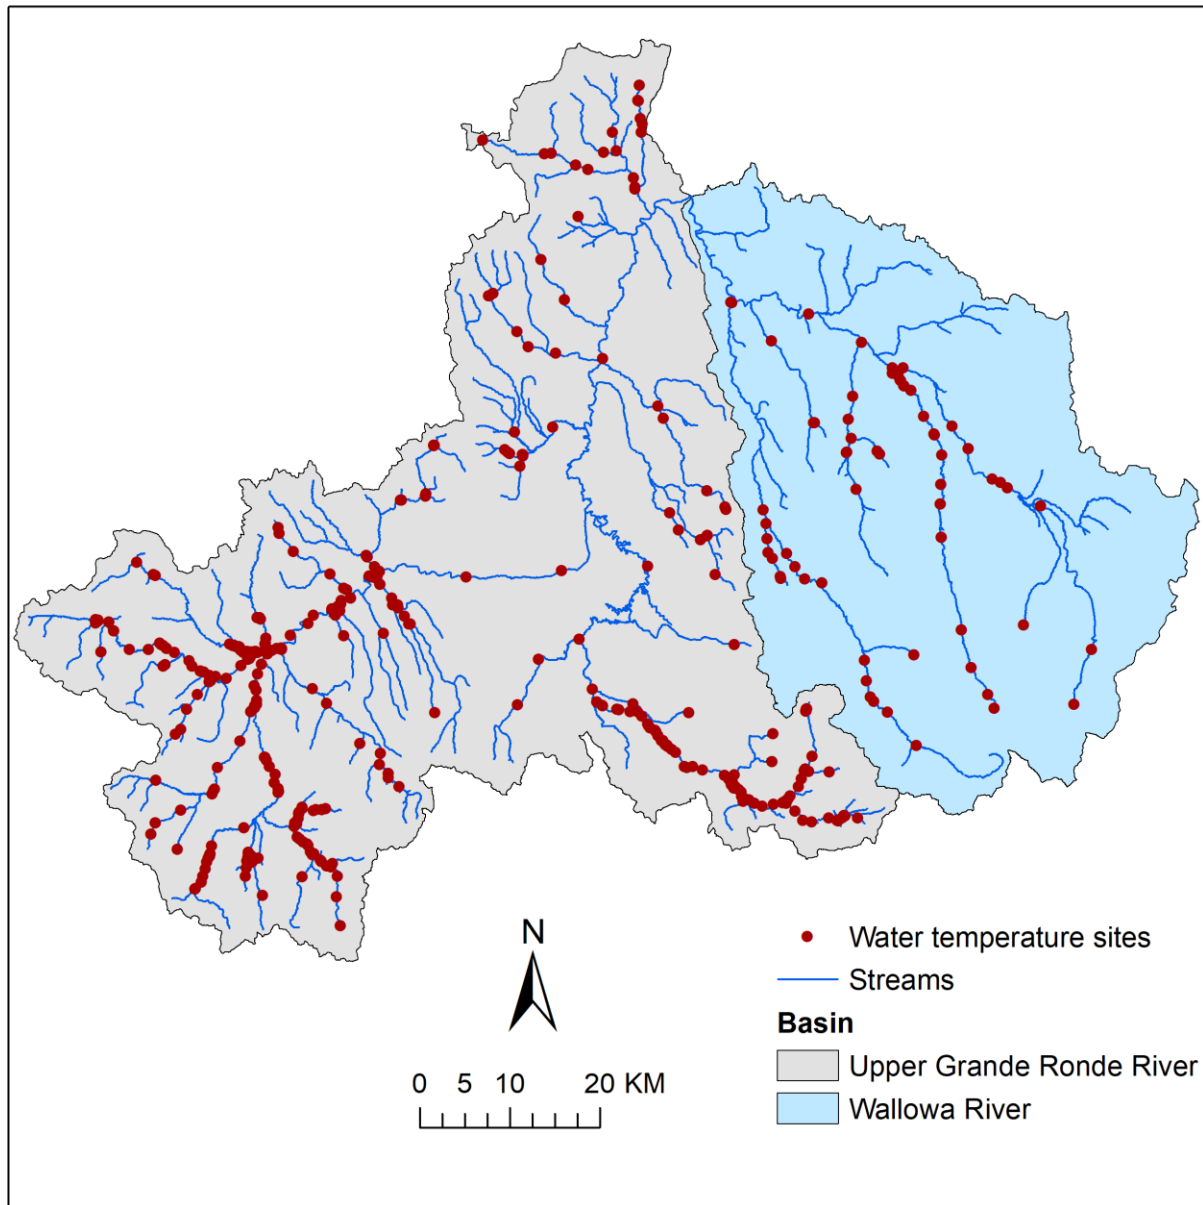 N
0 5 10 20 KM
Water temperature sites
Streams
Basin
Upper Grande Ronde River
Wallowa River